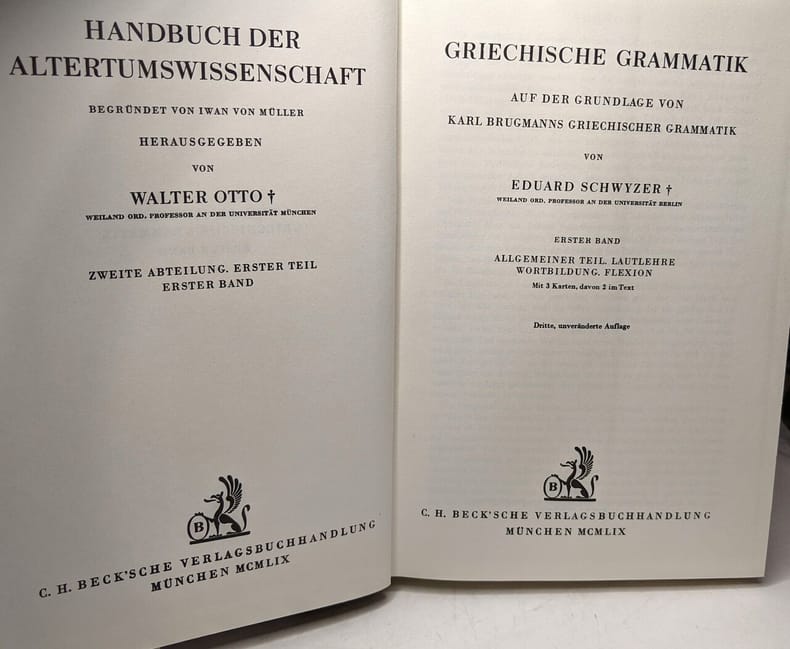 HANDBUCH DER
ALTERTUMSWISSENSCHAFT
BEGRÜNDET VON IWAN VON MÜLLER
HERAUSGEGEBEN
VON
WALTER OTTO †
WEILAND ORD. PROFESSOR AN DER UNIVERSITÄT MÜNCHEN
ZWEITE ABTEILUNG. ERSTER TEIL
ERSTER BAND
B
C. H. BECK'SCHE VERLAGSBUCHHANDLUNG
MÜNCHEN MCMLIX
GRIECHISCHE GRAMMATIK
AUF DER GRUNDLAGE VON
KARL BRUGMANNS GRIECHISCHER GRAMMATIK
VON
EDUARD SCHWYZER †
WEILAND ORD. PROFESSOR AN DER UNIVERSITÄT BERLIN
ERSTER BAND
ALLGEMEINER TEIL. LAUTLEHRE
WORTBILDUNG. FLEXION
Mit 3 Karten, davon 2 im Text
Dritte, unveränderte Auflage
B
C. H. BECK'SCHE VERLAGSBUCHHANDLUNG
MÜNCHEN MCMLIX